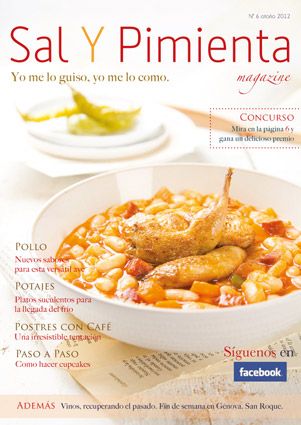 Nº 6 otoño 2012
Sal Y Pimienta
Yo me lo guiso, yo me lo como.
magazine
Concurso
Mira en la página 6 y
gana un delicioso premio
Pollo
Nuevos sabores
para esta versátil ave
Potajes
Platos suculentos para
la llegada del frío
Postres con Café
Una irresistible tentación
Paso a Paso
Como hacer cupcakes
Síguenos en
facebook
Además Vinos, recuperando el pasado. Fin de semana en Génova. San Roque.